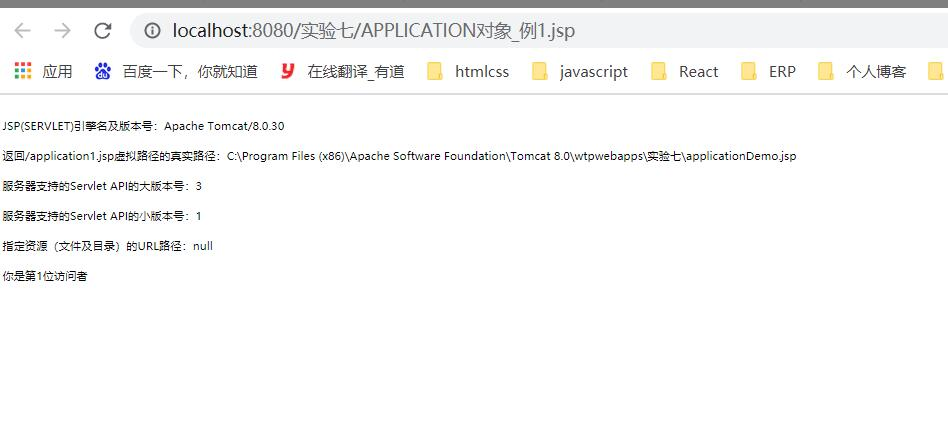 localhost:8080/实验七/APPLICATION对象_例1.jsp
应用 百度一下，你就知道 在线翻译_有道 htmlcss javascript React ERP 个人博客
JSP(SERVLET)引擎名及版本号：Apache Tomcat/8.0.30
返回/application1.jsp虚拟路径的真实路径：C:\Program Files (x86)\Apache Software Foundation\Tomcat 8.0\wtpwebapps\实验七\applicationDemo.jsp
服务器支持的Servlet API的大版本号：3
服务器支持的Servlet API的小版本号：1
指定资源（文件及目录）的URL路径：null
你是第1位访问者